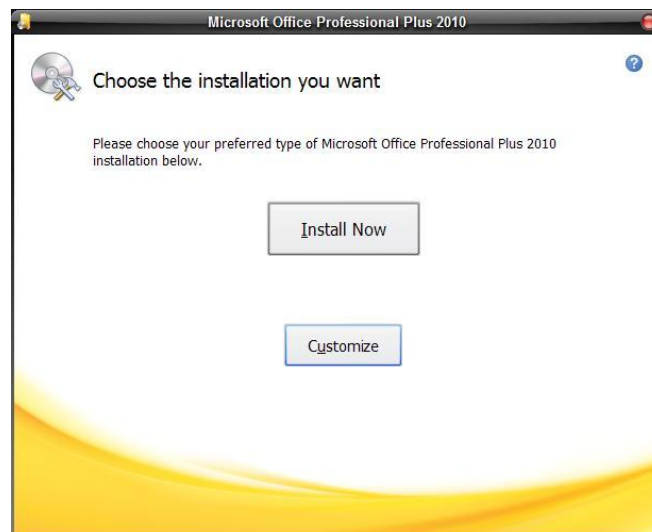 Microsoft Office Professional Plus 2010
?
Choose the installation you want
Please choose your preferred type of Microsoft Office Professional Plus 2010
installation below.
Install Now
Customize